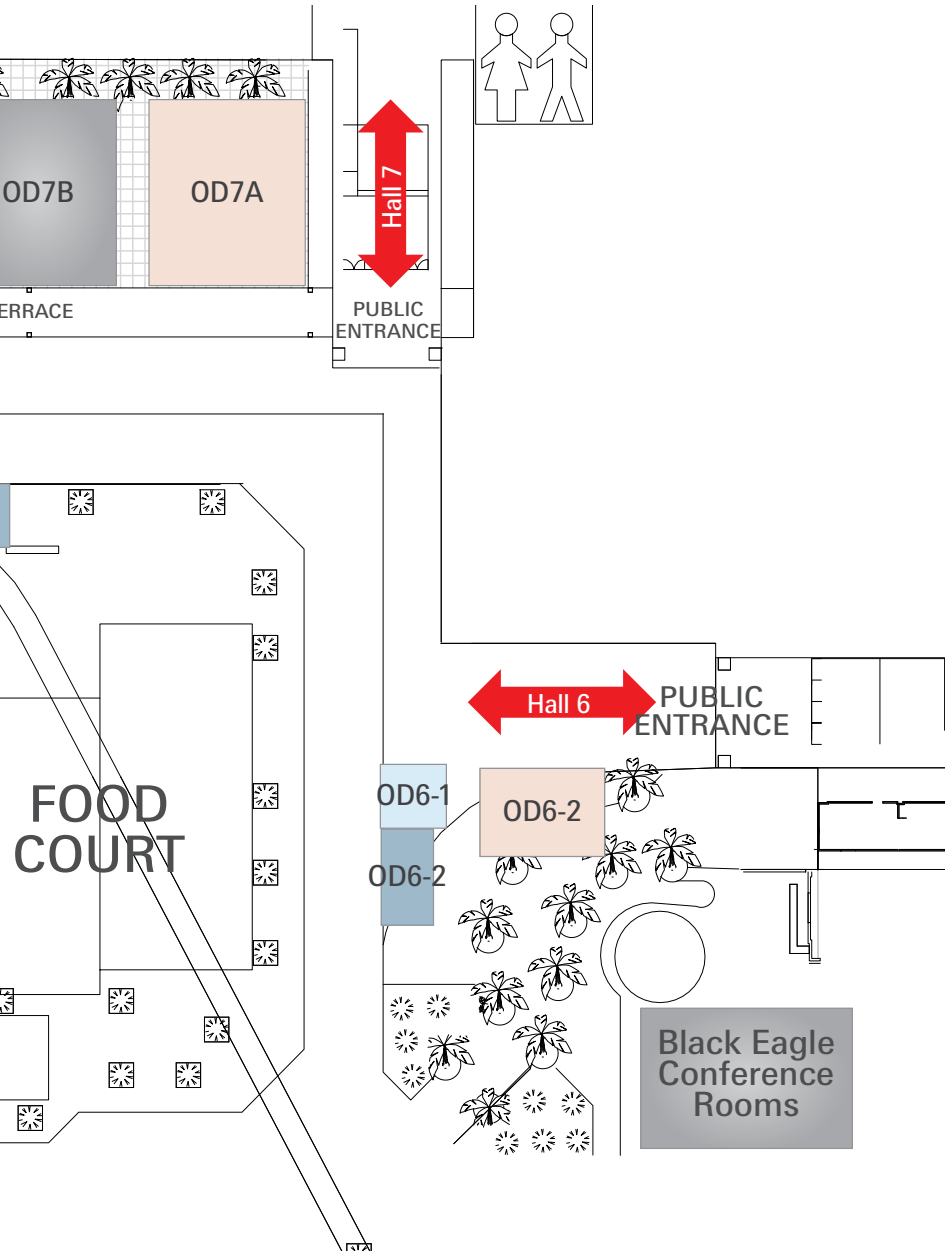 OD7B
OD7A
Hall 7
ERRACE
PUBLIC
ENTRANCE
Hall 6
PUBLIC
ENTRANCE
OD6-1
OD6-2
OD6-2
FOOD
COURT
Black Eagle
Conference
Rooms